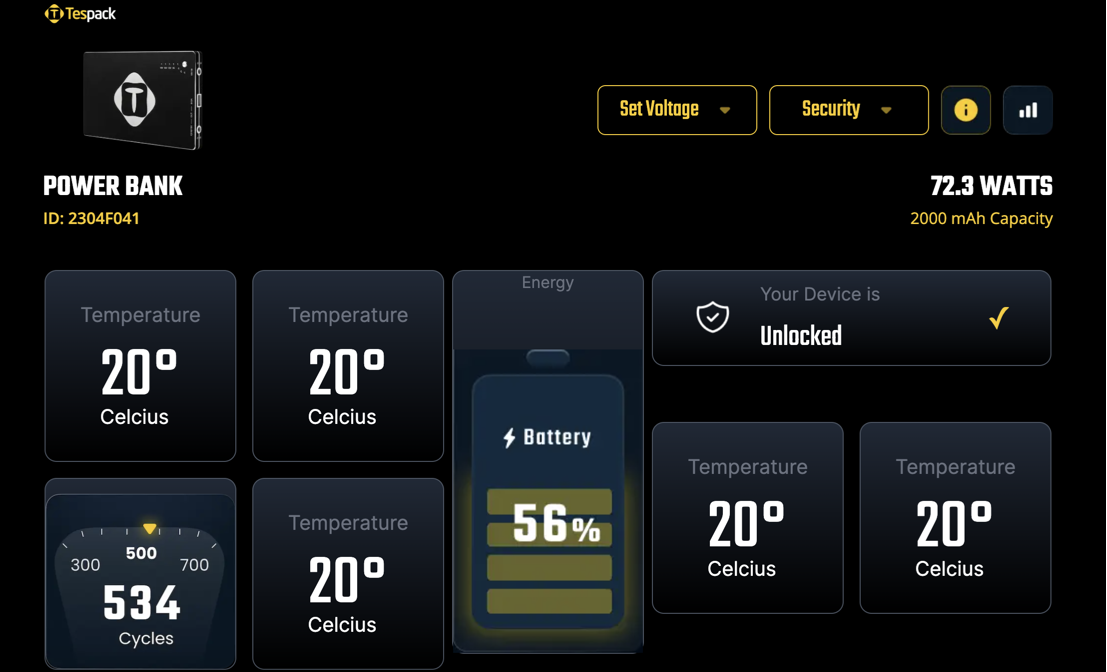 Tespack
Set Voltage
Security
POWER BANK
ID: 2304F041
72.3 WATTS
2000 mAh Capacity
Temperature
20°
Celcius
Temperature
20°
Celcius
Energy
Battery
56%
Your Device is
Unlocked
300
500
700
534
Cycles
Temperature
20°
Celcius
Temperature
20°
Celcius
Temperature
20°
Celcius